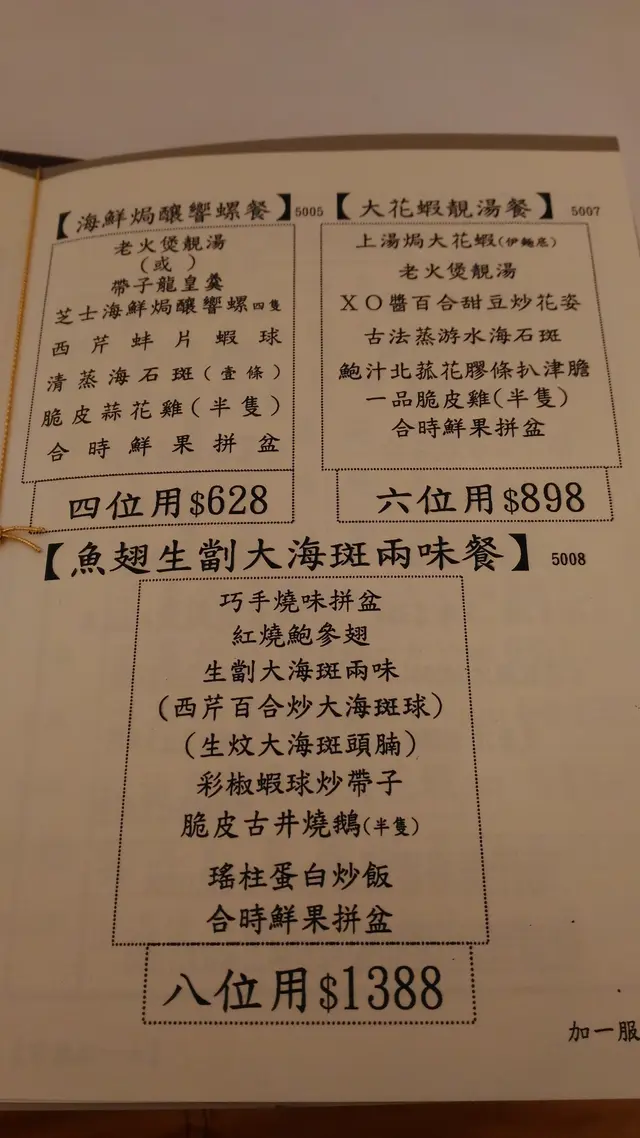 【海鮮焗釀響螺餐】5005
老火煲靚湯
(或)
帶子龍皇羹
芝士海鮮焗釀響螺四隻
西芹蚌片蝦球
清蒸海石斑(壹條)
脆皮蒜花雞(半隻)
合時鮮果拼盆
四位用$628
【大花蝦靚湯餐】 5007
上湯焗大花蝦(伊麵底)
老火煲靚湯
XO醬百合甜豆炒花姿
古法蒸游水海石斑
鮑汁北菰花膠條扒津膽
一品脆皮雞(半隻)
合時鮮果拼盆
六位用$898
【魚翅生劏大海斑兩味餐】 5008
巧手燒味拼盆
紅燒鮑參翅
生劏大海斑兩味
(西芹百合炒大海斑球)
(生炆大海斑頭腩)
彩椒蝦球炒帶子
脆皮古井燒鵝(半隻)
瑤柱蛋白炒飯
合時鮮果拼盆
八位用$1388
加一服